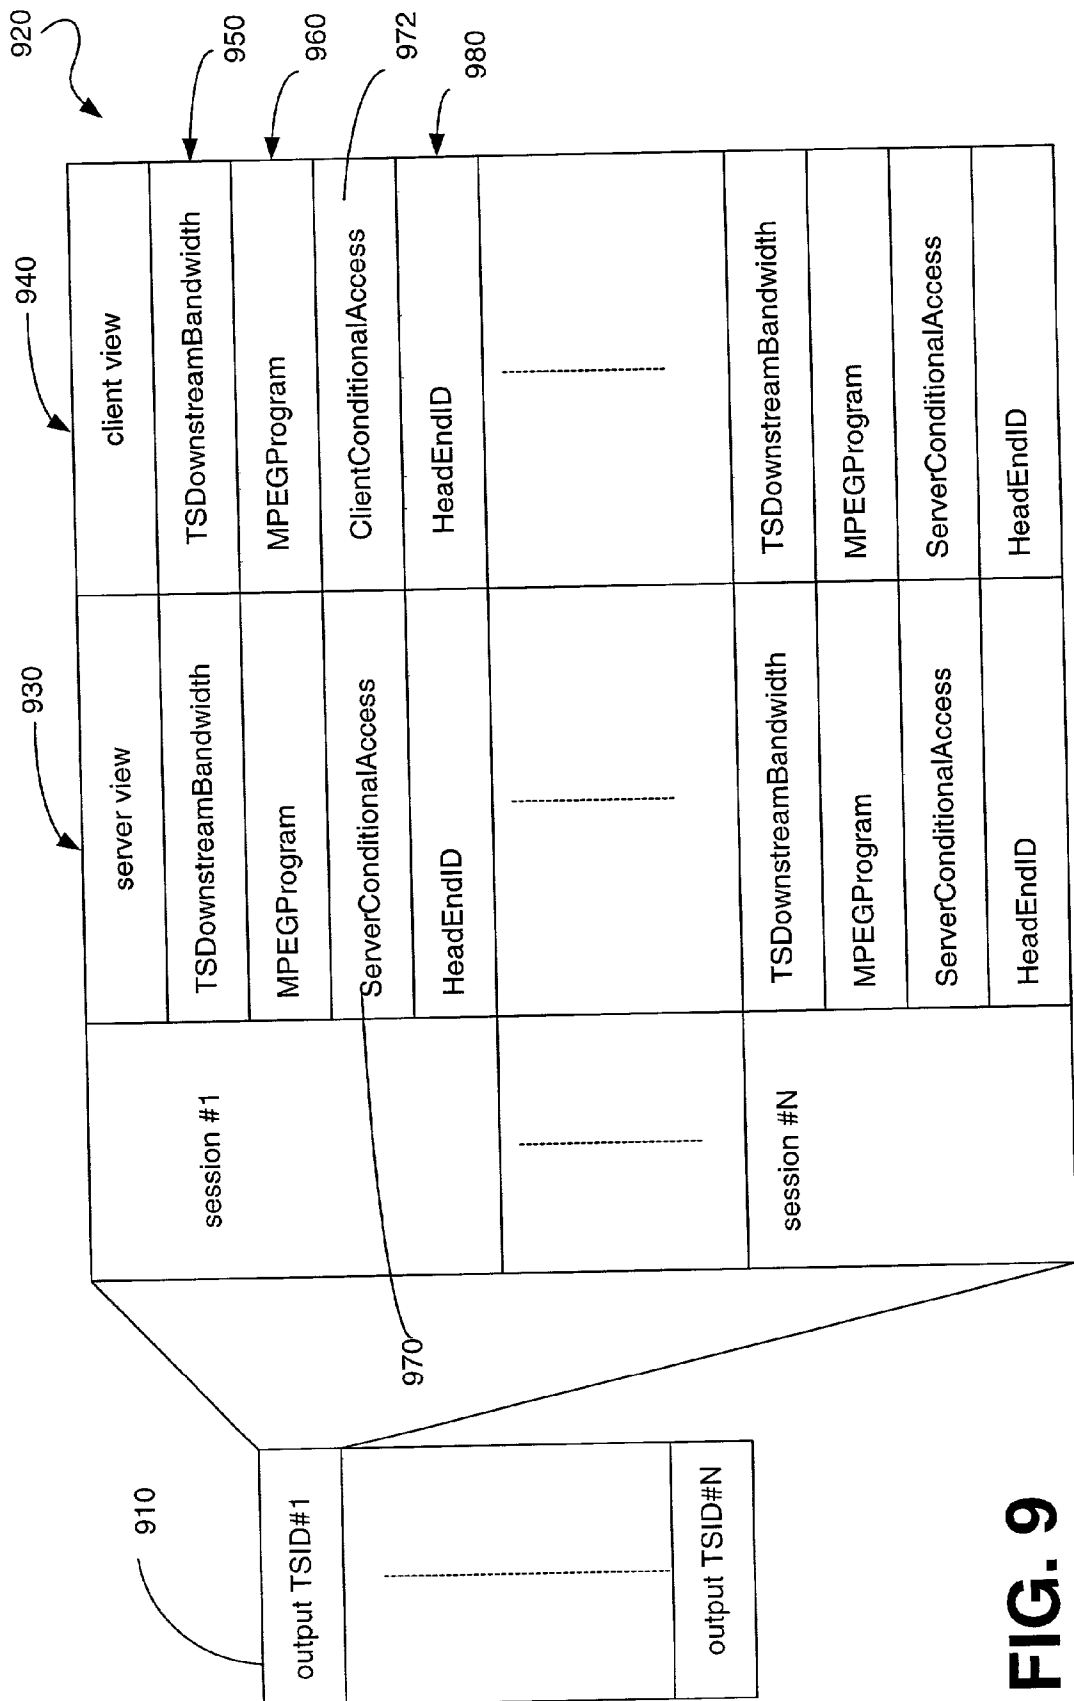 920
940
930
950
960
972
980
server view
client view
session #1
TSDownstreamBandwidth
TSDownstreamBandwidth
MPEGProgram
MPEGProgram
ServerConditionalAccess
ClientConditionalAccess
HeadEndID
HeadEndID
session #N
TSDownstreamBandwidth
TSDownstreamBandwidth
MPEGProgram
MPEGProgram
ServerConditionalAccess
ServerConditionalAccess
HeadEndID
HeadEndID
970
910
output TSID#1
output TSID#N
FIG. 9